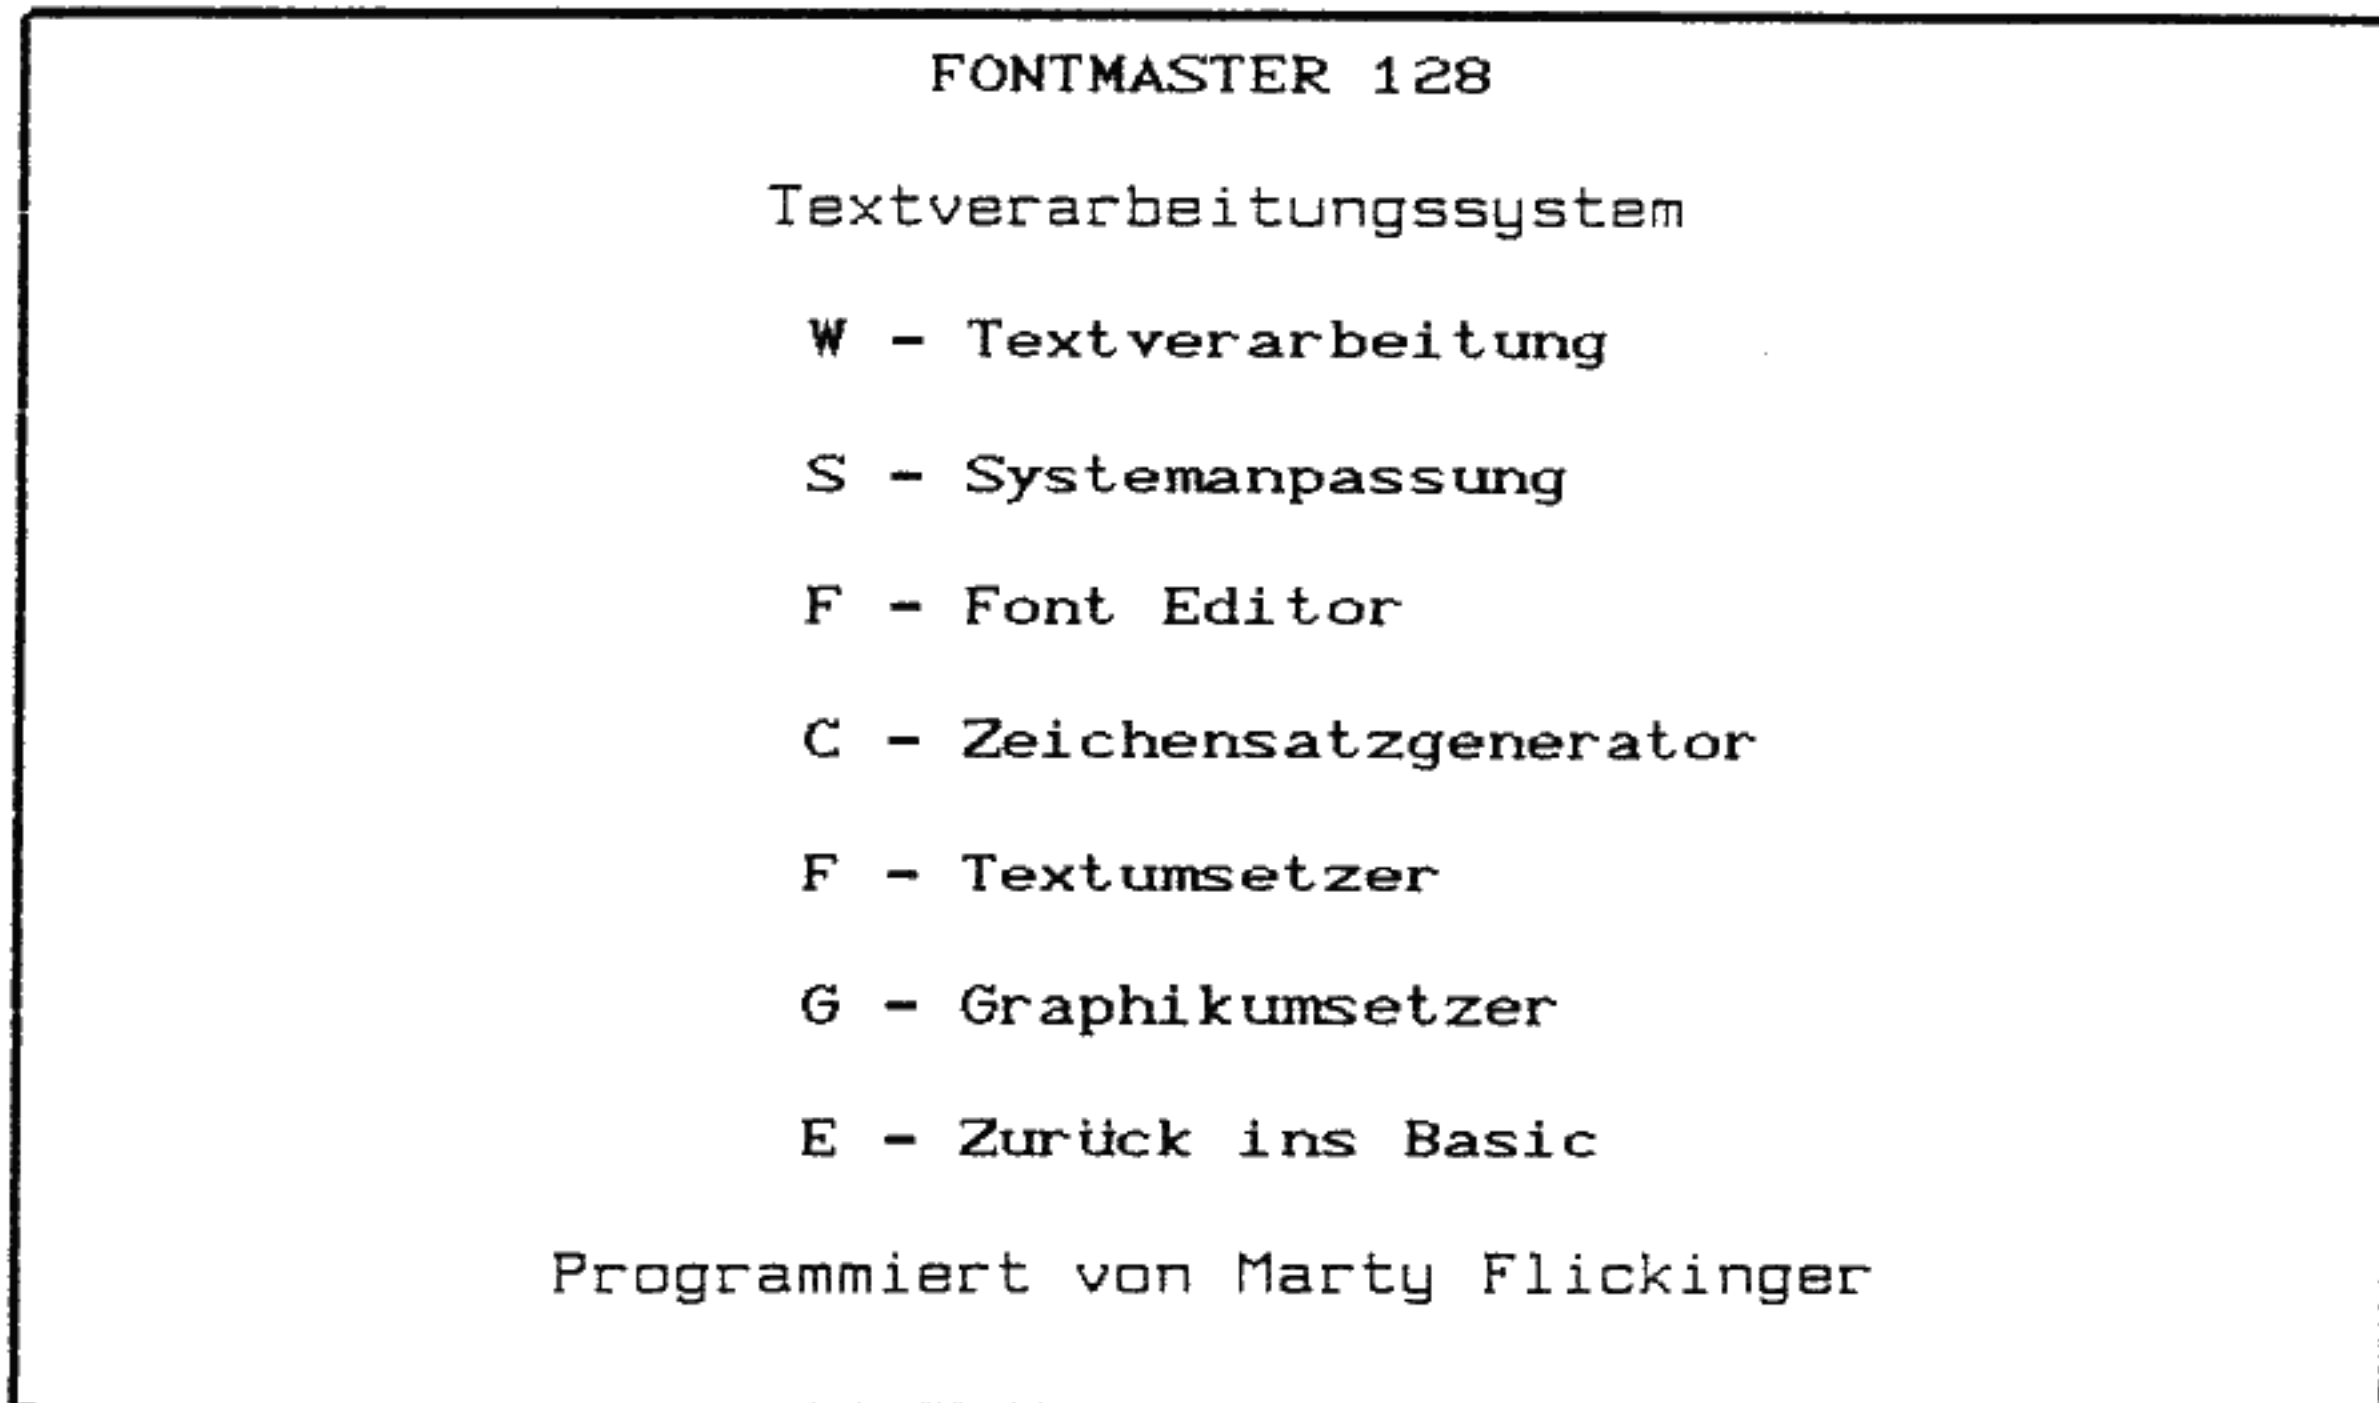 FONTMASTER 128
Textverarbeitungssystem
W - Textverarbeitung
S - Systemanpassung
F - Font Editor
C - Zeichensatzgenerator
F - Textumsetzer
G - Graphikumsetzer
E - Zurück ins Basic
Programmiert von Marty Flickinger